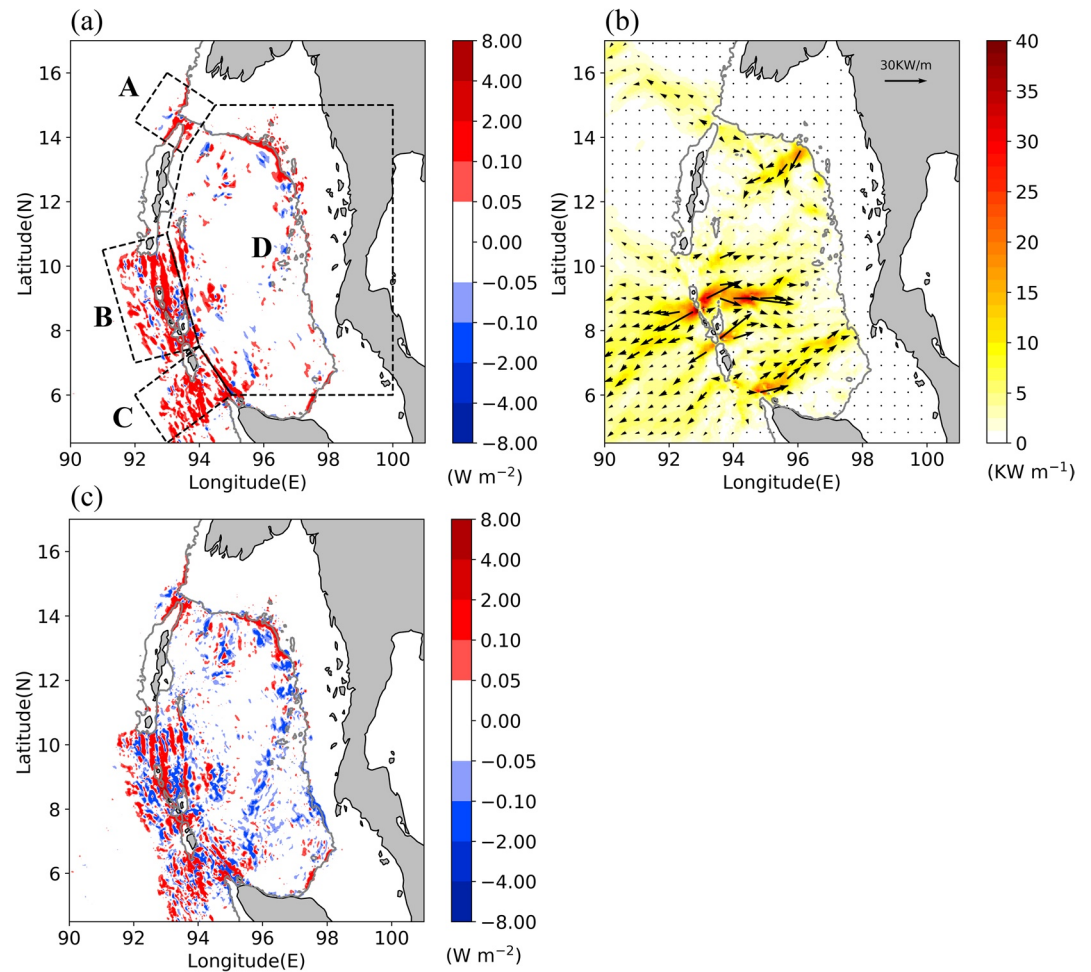 (a)
A
B
C
D
16
14
12
10
8
6
Latitude(N)
90 92 94 96 98 100
Longitude(E)
8.00
4.00
2.00
0.10
0.05
0.00
−0.05
−0.10
−2.00
−4.00
−8.00
(W m−2)
(b)
30KW/m
16
14
12
10
8
6
Latitude(N)
90 92 94 96 98 100
Longitude(E)
40
35
30
25
20
15
10
5
0
(KW m−1)
(c)
16
14
12
10
8
6
Latitude(N)
90 92 94 96 98 100
Longitude(E)
8.00
4.00
2.00
0.10
0.05
0.00
−0.05
−0.10
−2.00
−4.00
−8.00
(W m−2)